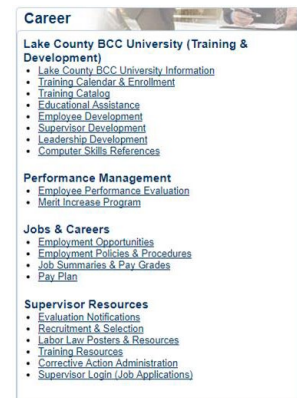 Career
Lake County BCC University (Training &
Development)
• Lake County BCC University Information
• Training Calendar & Enrollment
• Training Catalog
• Educational Assistance
• Employee Development
• Supervisor Development
• Leadership Development
• Computer Skills References
Performance Management
• Employee Performance Evaluation
• Merit Increase Program
Jobs & Careers
• Employment Opportunities
• Employment Policies & Procedures
• Job Summaries & Pay Grades
• Pay Plan
Supervisor Resources
• Evaluation Notifications
• Recruitment & Selection
• Labor Law Posters & Resources
• Training Resources
• Corrective Action Administration
• Supervisor Login (Job Applications)